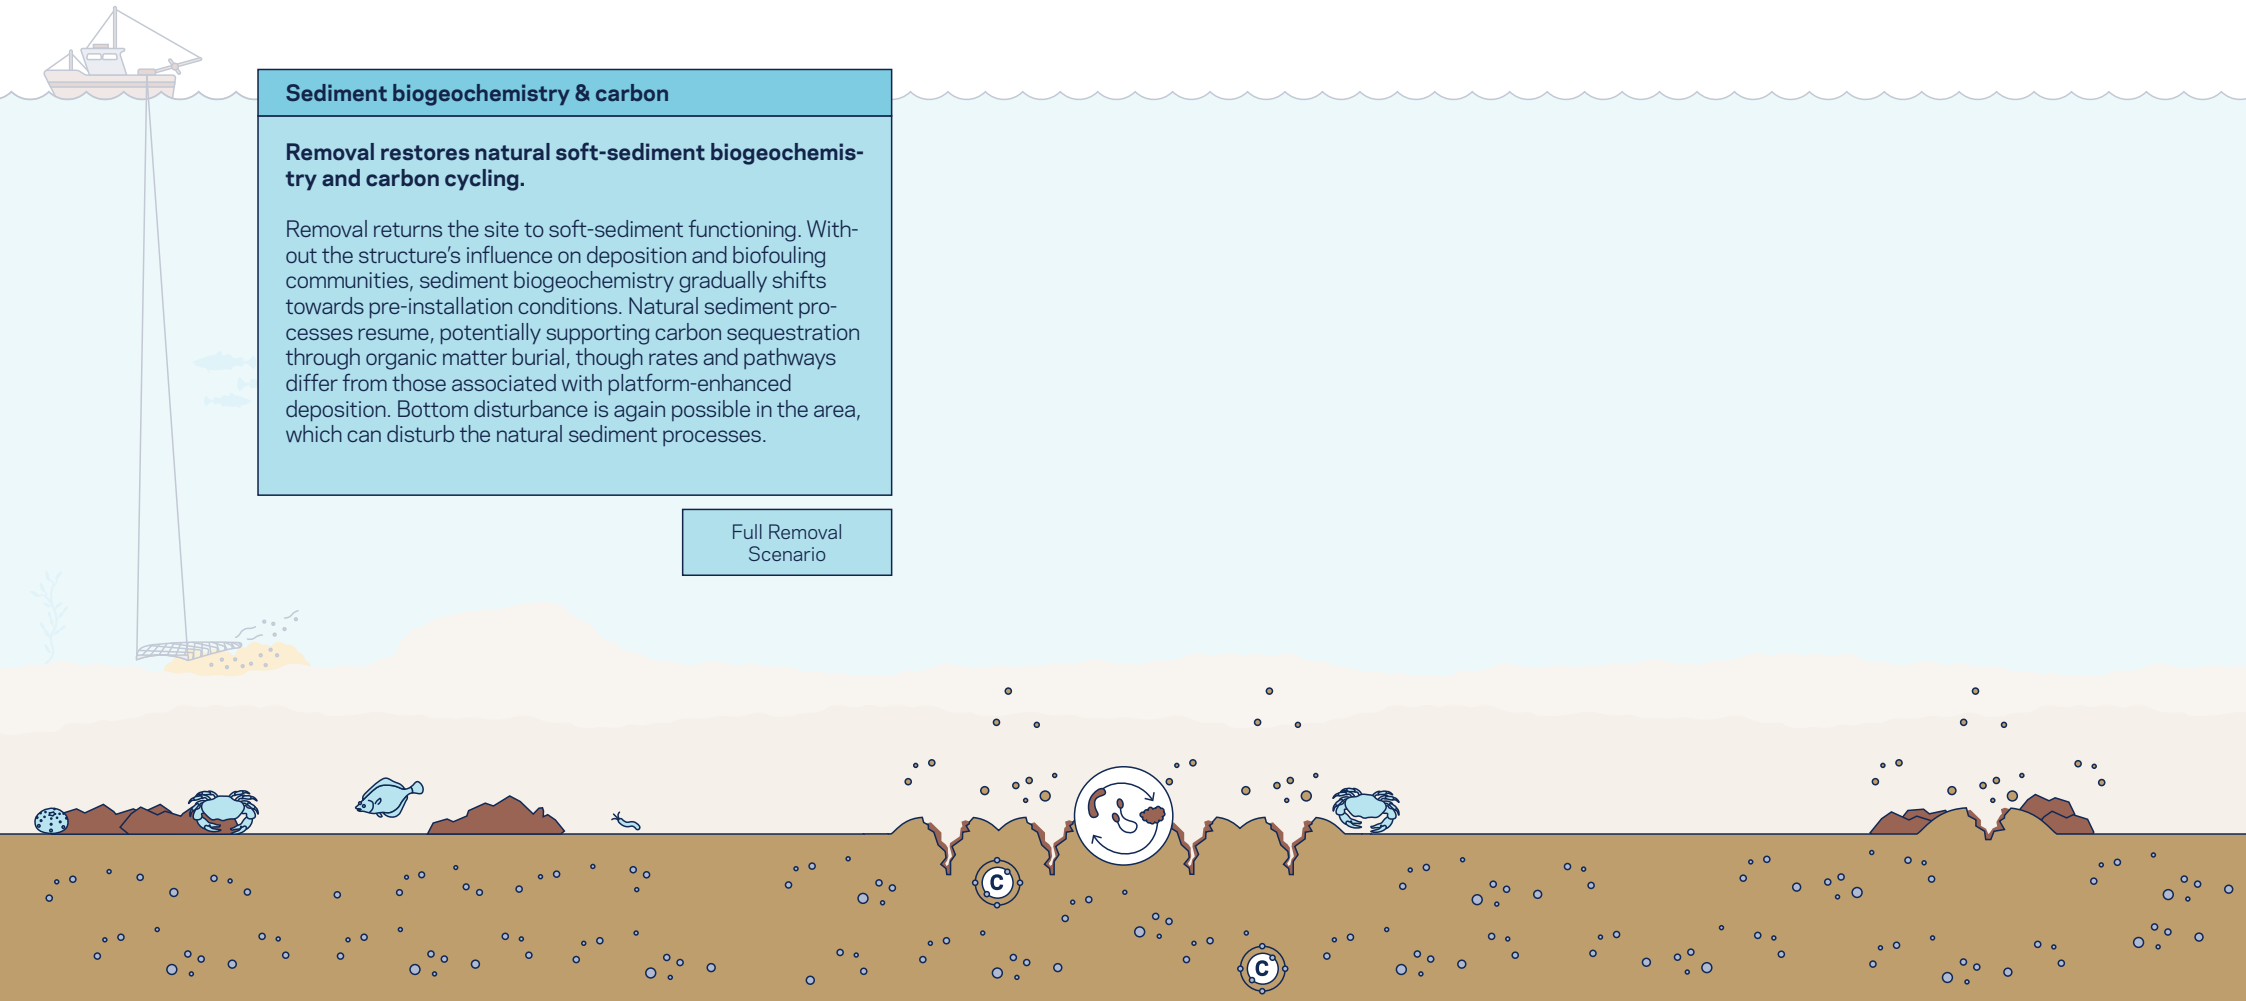 Sediment biogeochemistry & carbon
Removal restores natural soft-sediment biogeochemis-
try and carbon cycling.
Removal returns the site to soft-sediment functioning. With-
out the structure's influence on deposition and biofouling
communities, sediment biogeochemistry gradually shifts
towards pre-installation conditions. Natural sediment pro-
cesses resume, potentially supporting carbon sequestration
through organic matter burial, though rates and pathways
differ from those associated with platform-enhanced
deposition. Bottom disturbance is again possible in the area,
which can disturb the natural sediment processes.
Full Removal
Scenario
C
C